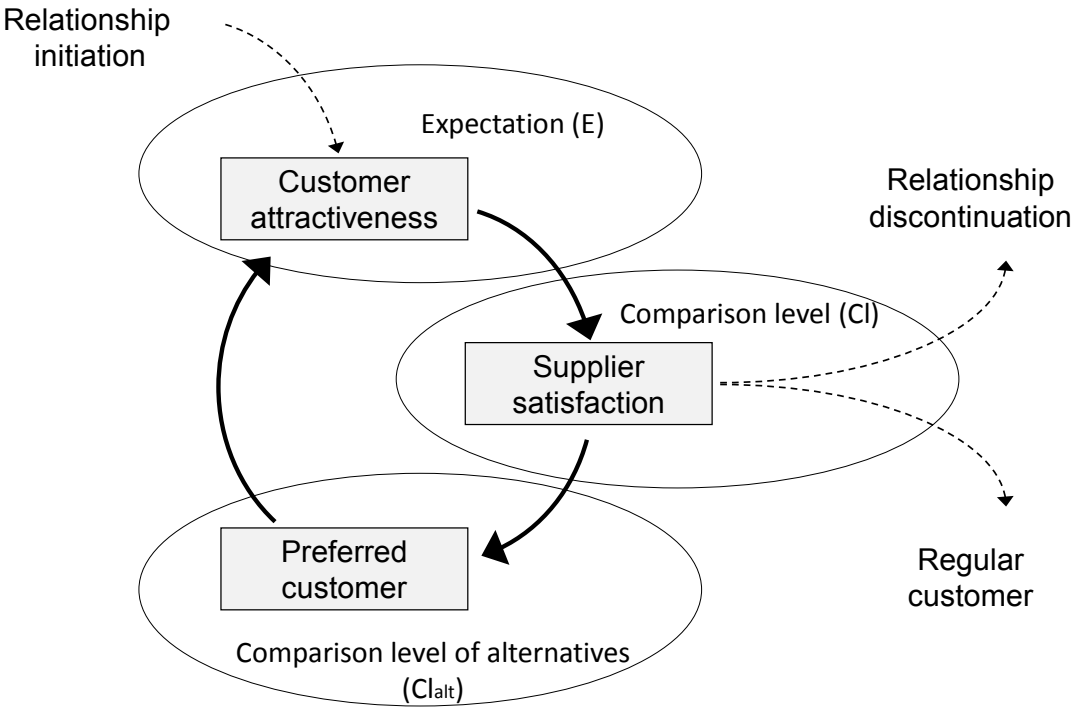 Relationship
initiation
Expectation (E)
Customer
attractiveness
Relationship
discontinuation
Comparison level (Cl)
Supplier
satisfaction
Preferred
customer
Regular
customer
Comparison level of alternatives
(Clalt)